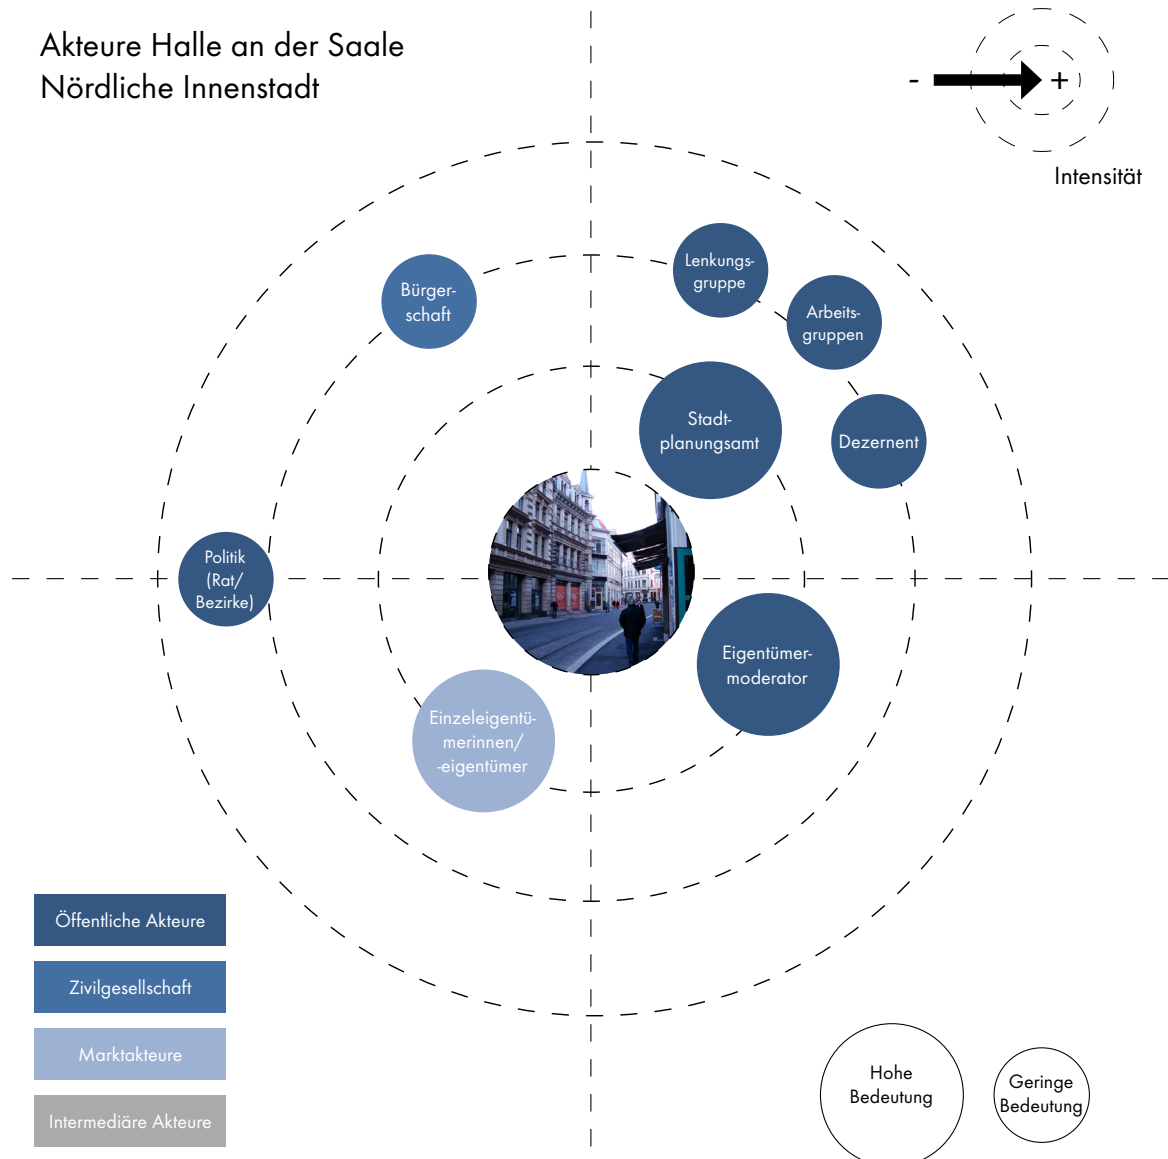 Akteure Halle an der Saale
Nördliche Innenstadt
-
+
Intensität
Lenkungs-
gruppe
Bürger-
schaft
Arbeits-
gruppen
Stadt-
planungsamt
Dezernent
Politik
(Rat/
Bezirke)
Eigentümer-
moderator
Einzeleigentü-
merinnen/
-eigentümer
Öffentliche Akteure
Zivilgesellschaft
Marktakteure
Intermediäre Akteure
Hohe
Bedeutung
Geringe
Bedeutung